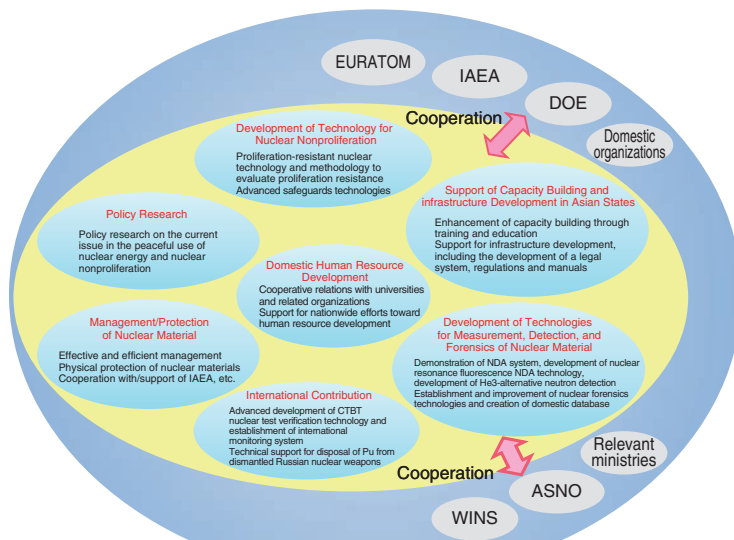 EURATOM
IAEA
DOE
Domestic
organizations
Cooperation
Development of Technology for
Nuclear Nonproliferation
Proliferation-resistant nuclear
technology and methodology to
evaluate proliferation resistance
Advanced safeguards technologies
Support of Capacity Building and
infrastructure Development in Asian States
Enhancement of capacity building through
training and education
Support for infrastructure development,
including the development of a legal
system, regulations and manuals
Policy Research
Policy research on the current
issue in the peaceful use of
nuclear energy and nuclear
nonproliferation
Domestic Human Resource
Development
Cooperative relations with universities
and related organizations
Support for nationwide efforts toward
human resource development
Management/Protection
of Nuclear Material
Effective and efficient management
Physical protection of nuclear materials
Cooperation with/support of IAEA, etc.
Development of Technologies
for Measurement, Detection, and
Forensics of Nuclear Material
Demonstration of NDA system, development of nuclear
resonance fluorescence NDA technology,
development of He3-alternative neutron detection
Establishment and improvement of nuclear forensics
technologies and creation of domestic database
International Contribution
Advanced development of CTBT
nuclear test verification technology and
establishment of international
monitoring system
Technical support for disposal of Pu from
dismantled Russian nuclear weapons
Cooperation
Relevant
ministries
ASNO
WINS